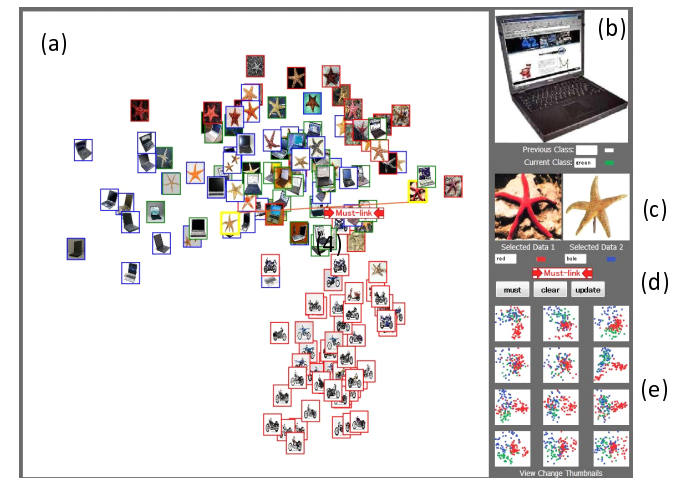 (a)
(b)
Previous Class:
Current Class: green
(c)
Must-link
(4)
Selected Data 1 Selected Data 2
red bule
Must-link
(d)
must clear update
(e)
View Change Thumbnails